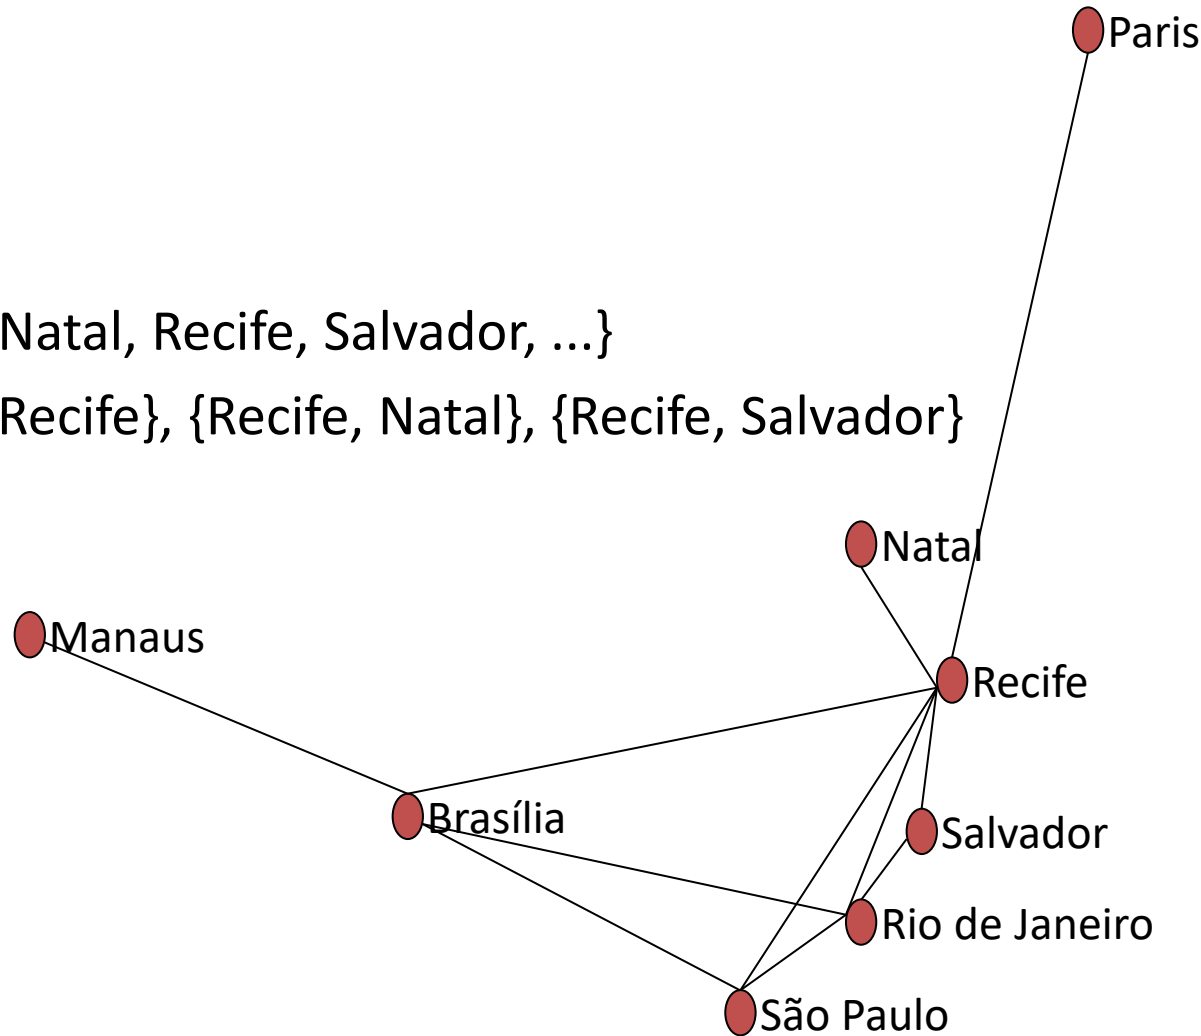 Paris
Natal, Recife, Salvador, ...}
Recife}, {Recife, Natal}, {Recife, Salvador}
Natal
Manaus
Recife
Brasília
Salvador
Rio de Janeiro
São Paulo